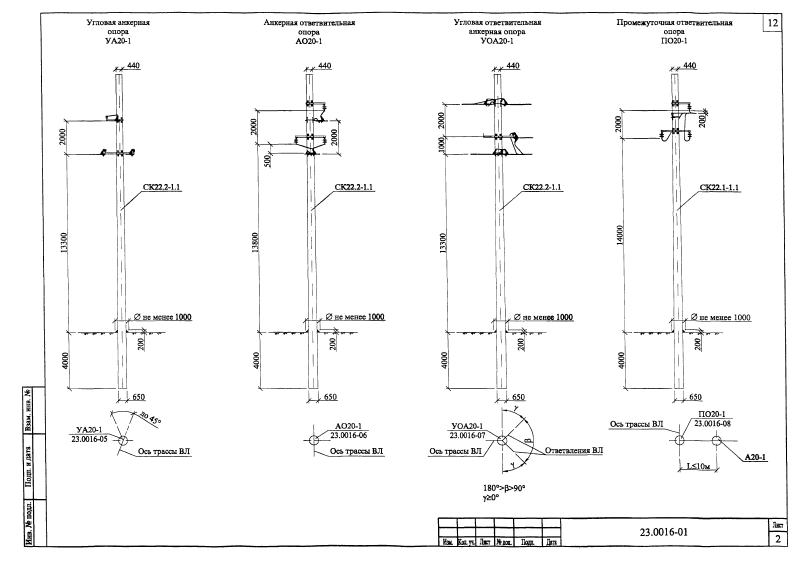 12
Угловая анкерная
опора
УА20-1
440
2000
13300
СК22.2-1.1
Ø не менее 1000
200
4000
650
до 45°
УА20-1
23.0016-05
Ось трассы ВЛ
Анкерная ответвительная
опора
АО20-1
440
2000
2000
500
13800
СК22.2-1.1
Ø не менее 1000
200
4000
650
АО20-1
23.0016-06
Ось трассы ВЛ
Угловая ответвительная
анкерная опора
УОА20-1
440
2000
1000
13300
СК22.2-1.1
Ø не менее 1000
200
4000
650
γ
УОА20-1
23.0016-07
β
Ось трассы ВЛ
Ответвления ВЛ
γ
180°>β>90°
γ≥0°
Промежуточная ответвительная
опора
ПО20-1
440
200
2000
14000
СК22.1-1.1
Ø не менее 1000
200
4000
650
ПО20-1
23.0016-08
Ось трассы ВЛ
А20-1
L≤10м
Взам. инв. №
Подп. и дата
Инв. № подл.
Изм.
Кол. уч.
Лист
№ док.
Подп.
Дата
23.0016-01
Лист
2